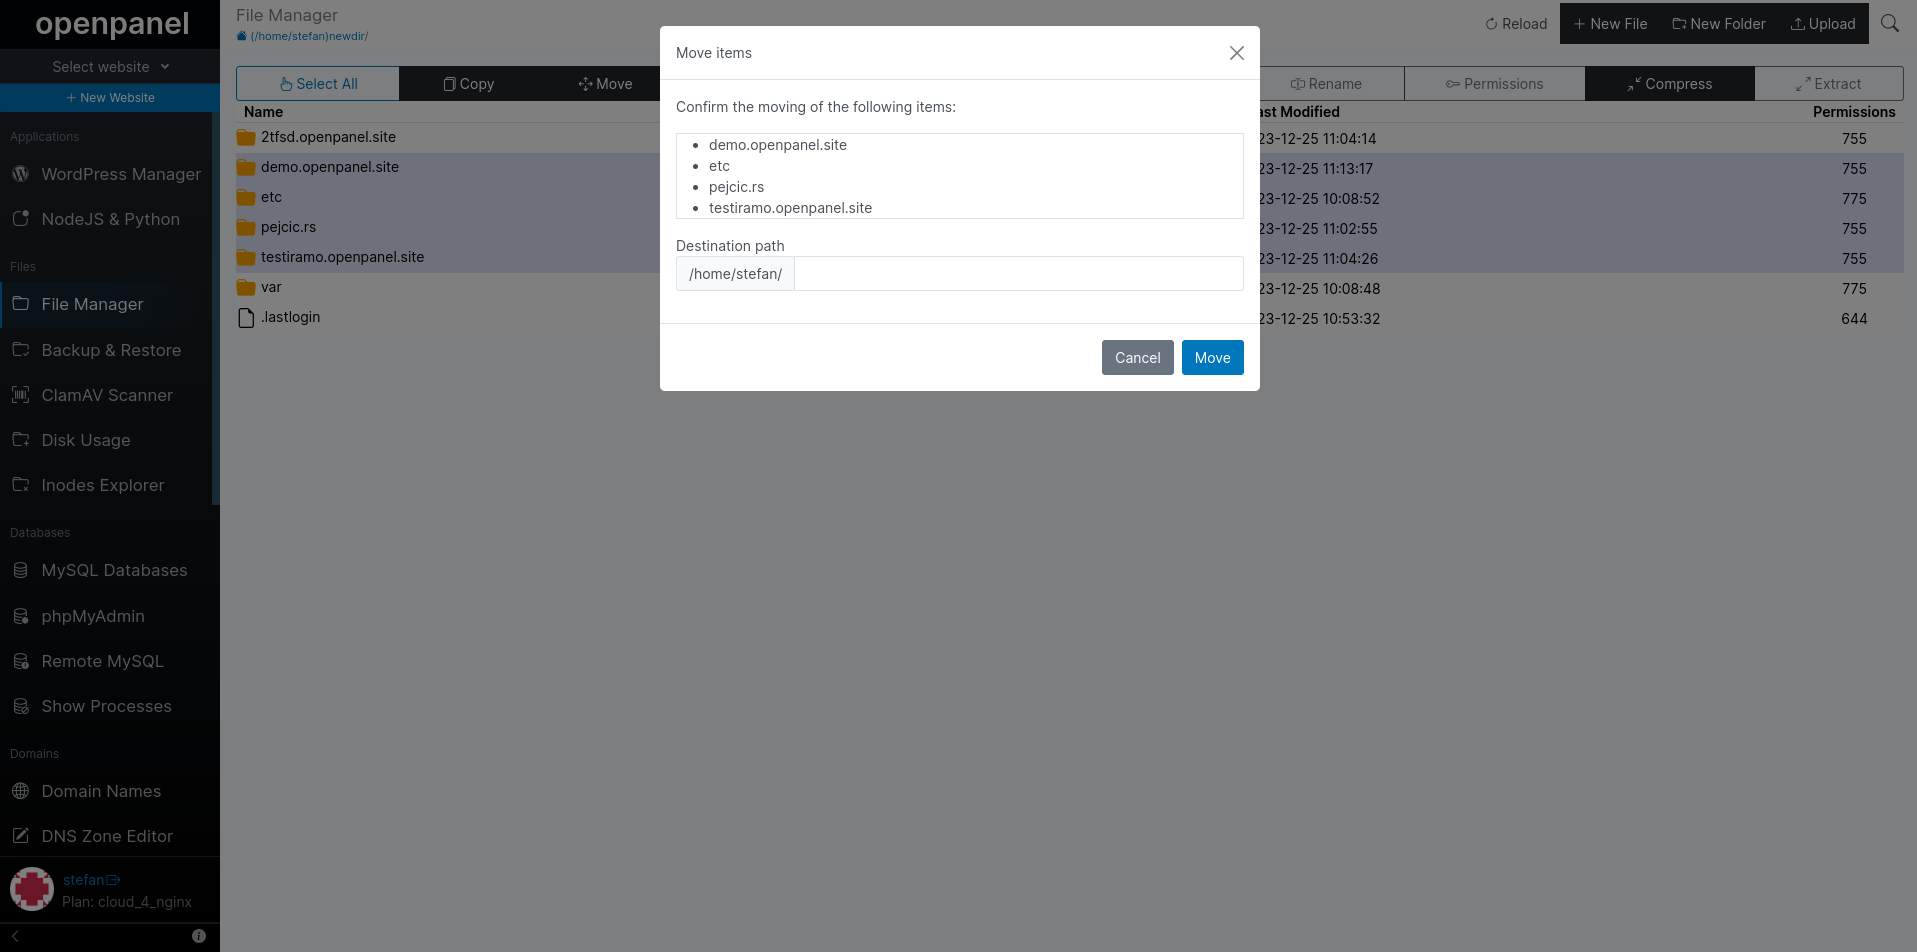 openpanel
Select website
+ New Website
Applications
WordPress Manager
NodeJS & Python
Files
File Manager
Backup & Restore
ClamAV Scanner
Disk Usage
Inodes Explorer
Databases
MySQL Databases
phpMyAdmin
Remote MySQL
Show Processes
Domains
Domain Names
DNS Zone Editor
stefan
Plan: cloud_4_nginx
File Manager
(/home/stefan)newdir/
Reload
+ New File
New Folder
Upload
Select All
Copy
Move
Rename
Permissions
Compress
Extract
Name
ast Modified
Permissions
2tfsd.openpanel.site
23-12-25 11:04:14
755
demo.openpanel.site
23-12-25 11:13:17
755
etc
23-12-25 10:08:52
775
pejcic.rs
23-12-25 11:02:55
755
testiramo.openpanel.site
23-12-25 11:04:26
755
var
23-12-25 10:08:48
775
.lastlogin
23-12-25 10:53:32
644
Move items
Confirm the moving of the following items:
• demo.openpanel.site
• etc
• pejcic.rs
• testiramo.openpanel.site
Destination path
/home/stefan/
Cancel
Move